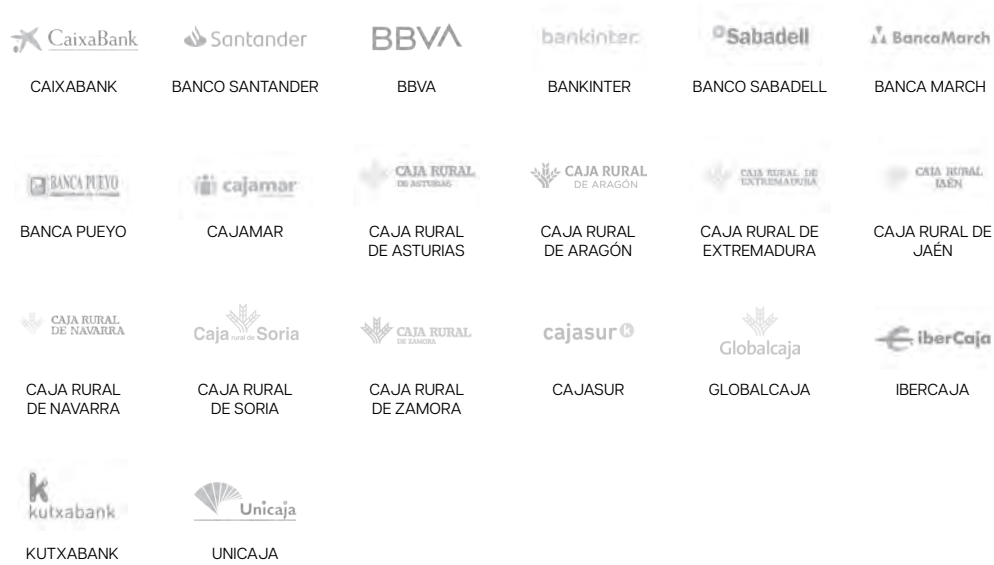 CaixaBank
Santander
BBVA
bankinter.
Sabadell
BancaMarch
CAIXABANK
BANCO SANTANDER
BBVA
BANKINTER
BANCO SABADELL
BANCA MARCH
BANCA PUEYO
cajamar
CAJA RURAL
DE ASTURIAS
CAJA RURAL
DE ARAGÓN
CAJA RURAL DE
EXTREMADURA
CAJA RURAL
JAÉN
BANCA PUEYO
CAJAMAR
CAJA RURAL
DE ASTURIAS
CAJA RURAL
DE ARAGÓN
CAJA RURAL DE
EXTREMADURA
CAJA RURAL DE
JAÉN
CAJA RURAL
DE NAVARRA
Caja rural de Soria
CAJA RURAL
DE ZAMORA
cajasur k
Globalcaja
iberCaja
CAJA RURAL
DE NAVARRA
CAJA RURAL
DE SORIA
CAJA RURAL
DE ZAMORA
CAJASUR
GLOBALCAJA
IBERCAJA
k
kutxabank
Unicaja
KUTXABANK
UNICAJA